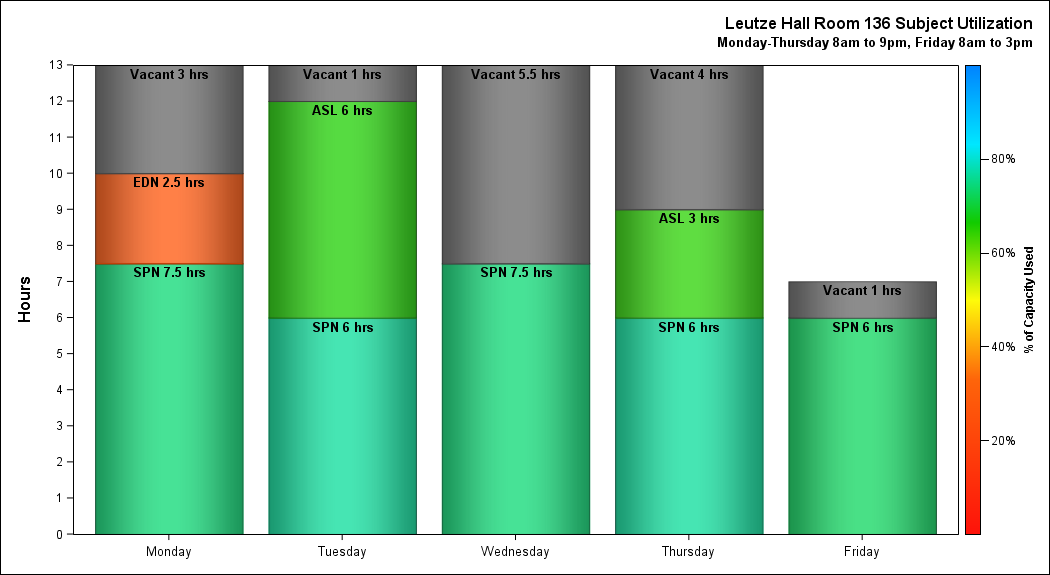 Leutze Hall Room 136 Subject Utilization
Monday-Thursday 8am to 9pm, Friday 8am to 3pm
Hours
13
12
11
10
9
8
7
6
5
4
3
2
1
0
Vacant 3 hrs
EDN 2.5 hrs
SPN 7.5 hrs
Vacant 1 hrs
ASL 6 hrs
SPN 6 hrs
Vacant 5.5 hrs
SPN 7.5 hrs
Vacant 4 hrs
ASL 3 hrs
SPN 6 hrs
Vacant 1 hrs
SPN 6 hrs
Monday
Tuesday
Wednesday
Thursday
Friday
80%
60%
40%
20%
% of Capacity Used